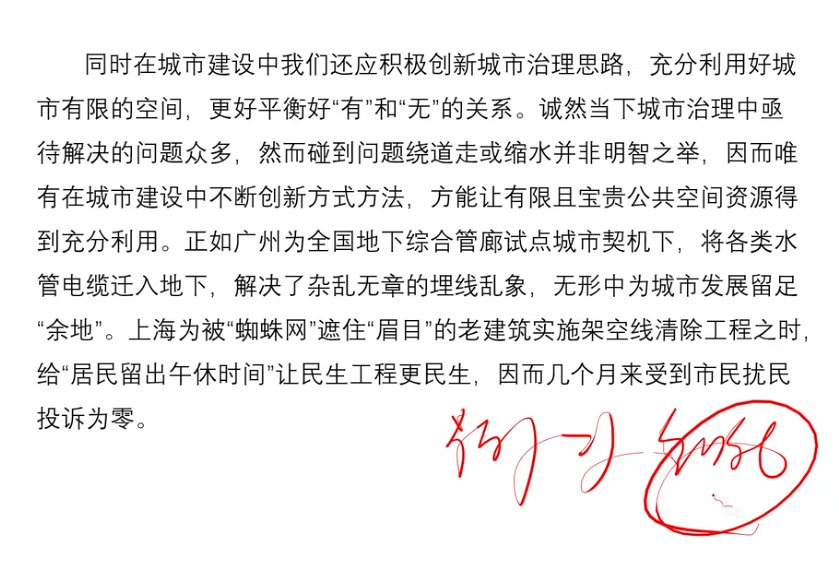 同时在城市建设中我们还应积极创新城市治理思路，充分利用好城
市有限的空间，更好平衡好“有”和“无”的关系。诚然当下城市治理中亟
待解决的问题众多，然而碰到问题绕道走或缩水并非明智之举，因而唯
有在城市建设中不断创新方式方法，方能让有限且宝贵公共空间资源得
到充分利用。正如广州为全国地下综合管廊试点城市契机下，将各类水
管电缆迁入地下，解决了杂乱无章的埋线乱象，无形中为城市发展留足
“余地”。上海为被“蜘蛛网”遮住“眉目”的老建筑实施架空线清除工程之时，
给“居民留出午休时间”让民生工程更民生，因而几个月来受到市民扰民
投诉为零。